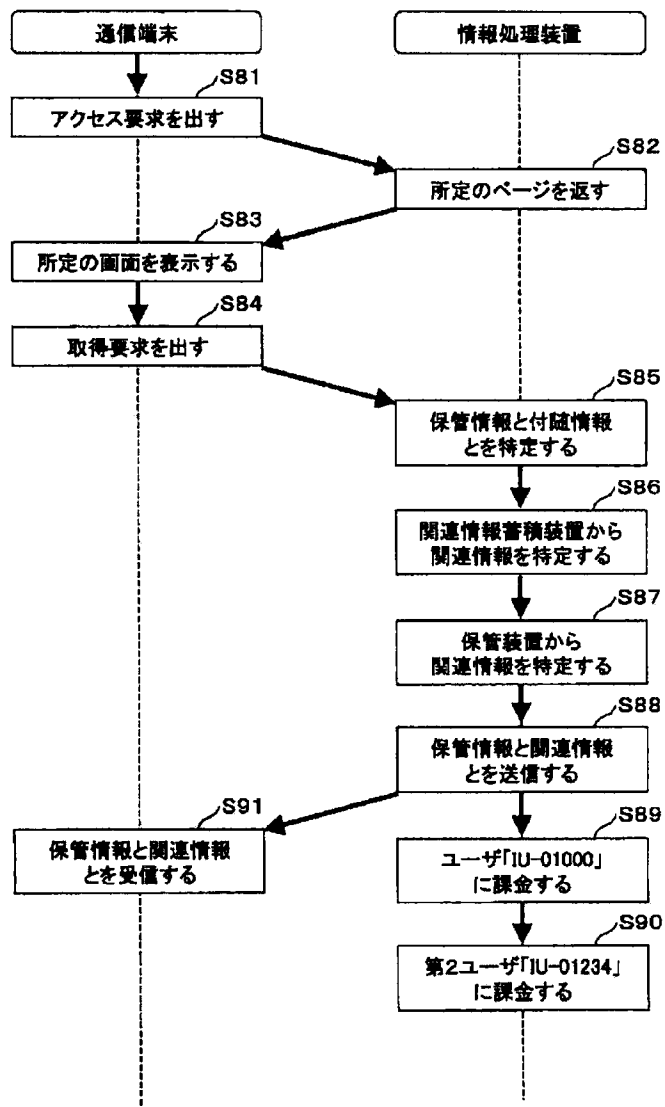 通信端末
情報処理装置
S81
アクセス要求を出す
S82
所定のページを返す
S83
所定の画面を表示する
S84
取得要求を出す
S85
保管情報と付随情報
とを特定する
S86
関連情報蓄積装置から
関連情報を特定する
S87
保管装置から
関連情報を特定する
S88
保管情報と関連情報
とを送信する
S91
保管情報と関連情報
とを受信する
S89
ユーザ「IU-01000」
に課金する
S90
第2ユーザ「IU-01234」
に課金する